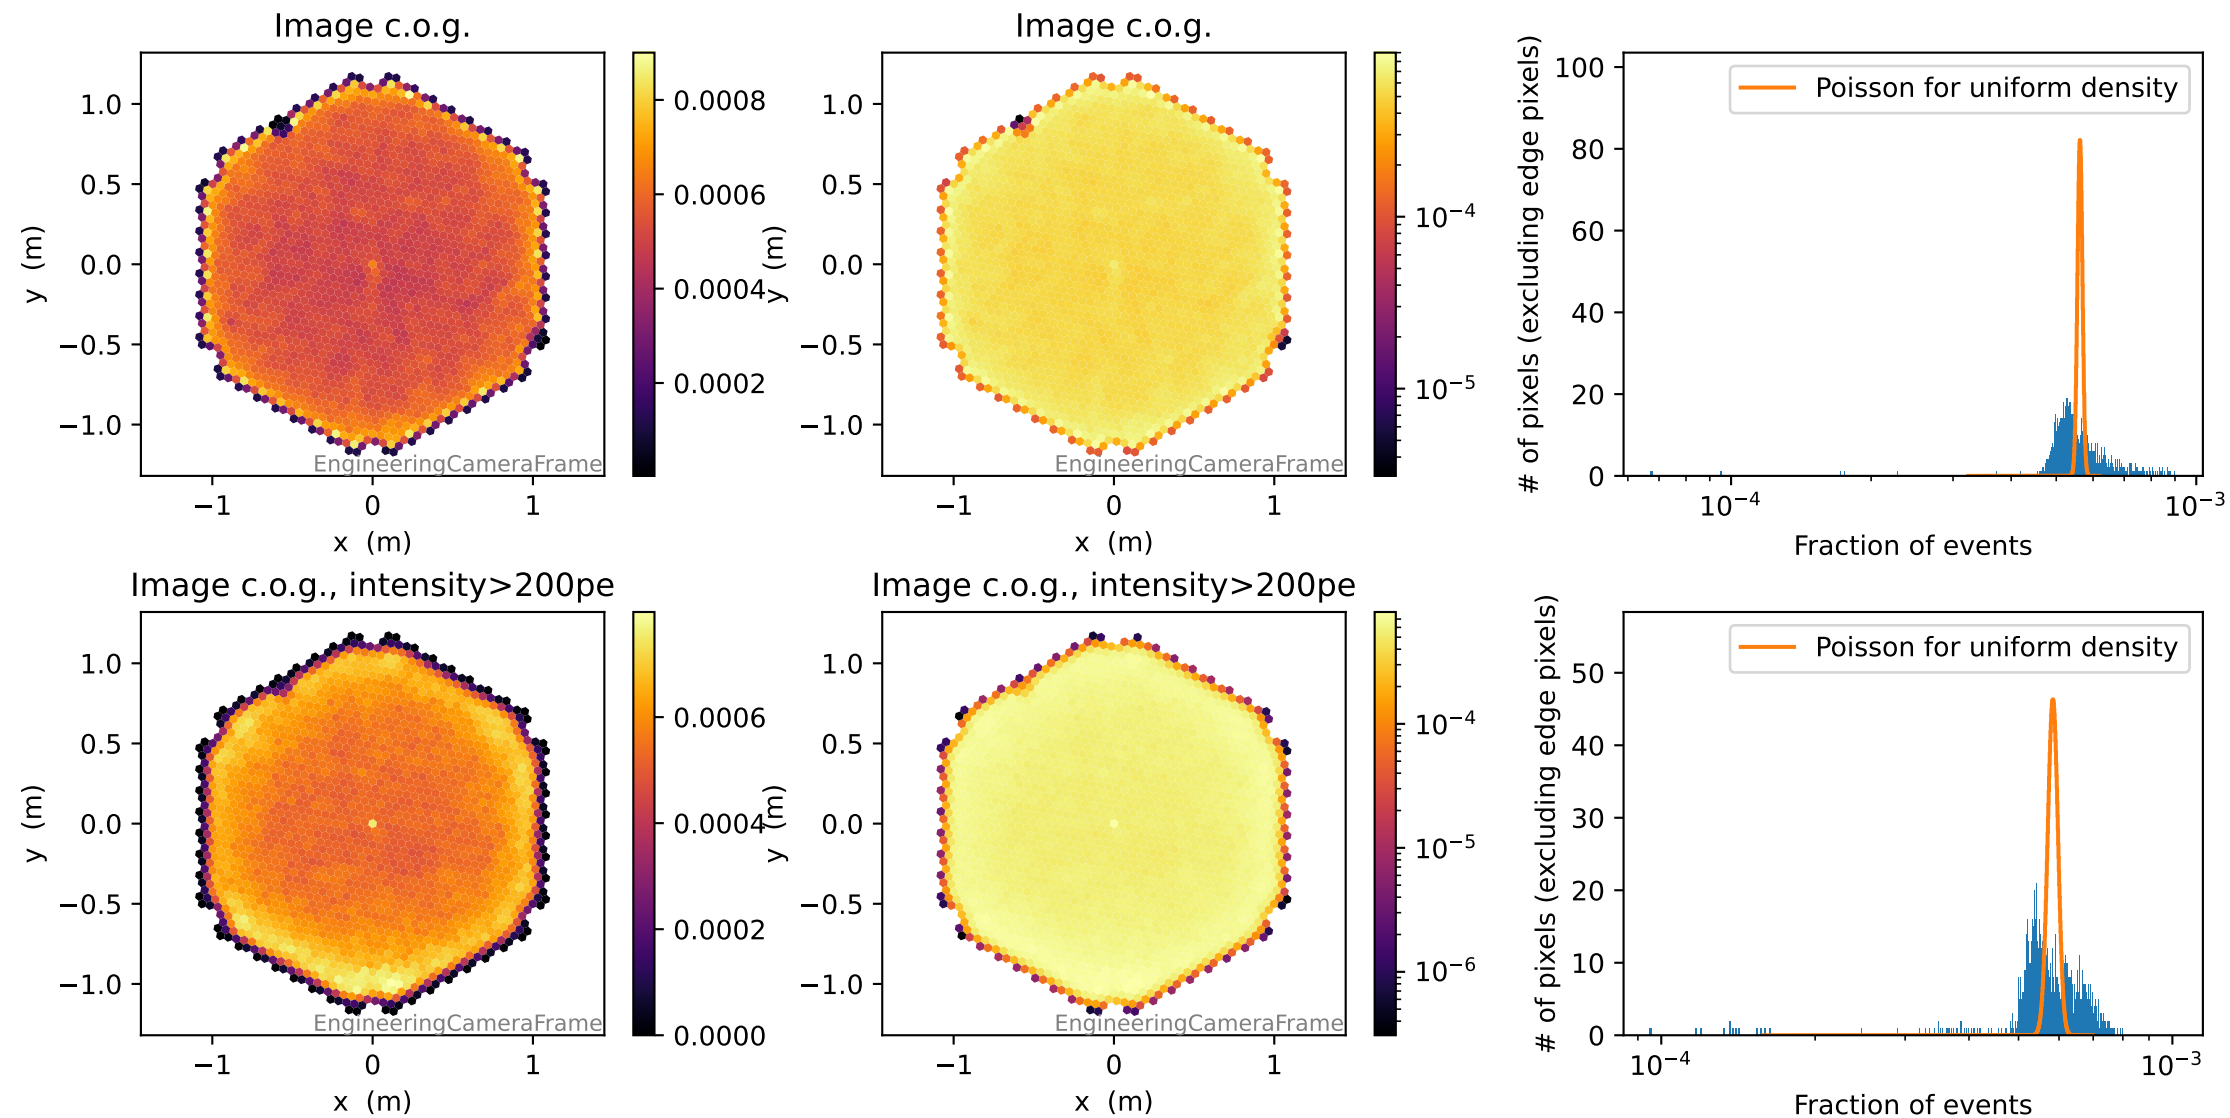 Image c.o.g.
1.0
0.5
0.0
−0.5
−1.0
y (m)
−1
0
1
x (m)
EngineeringCameraFrame
0.0008
0.0006
0.0004
0.0002
Image c.o.g.
1.0
0.5
0.0
−0.5
−1.0
y (m)
−1
0
1
x (m)
EngineeringCameraFrame
10⁻⁴
10⁻⁵
# of pixels (excluding edge pixels)
100
80
60
40
20
0
Poisson for uniform density
10⁻⁴
10⁻³
Fraction of events
Image c.o.g., intensity>200pe
1.0
0.5
0.0
−0.5
−1.0
y (m)
−1
0
1
x (m)
EngineeringCameraFrame
0.0006
0.0004
0.0002
0.0000
Image c.o.g., intensity>200pe
1.0
0.5
0.0
−0.5
−1.0
y (m)
−1
0
1
x (m)
EngineeringCameraFrame
10⁻⁴
10⁻⁵
10⁻⁶
# of pixels (excluding edge pixels)
50
40
30
20
10
0
Poisson for uniform density
10⁻⁴
10⁻³
Fraction of events